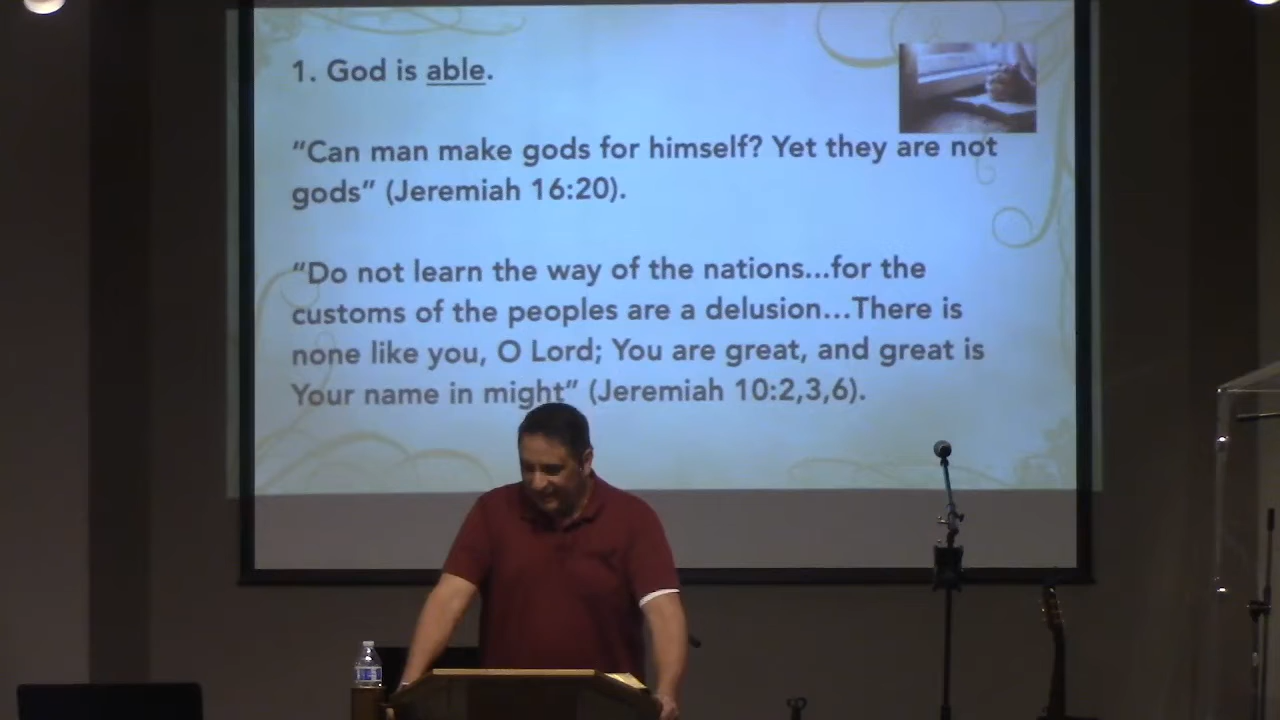 1. God is able.
“Can man make gods for himself? Yet they are not
gods” (Jeremiah 16:20).
“Do not learn the way of the nations...for the
customs of the peoples are a delusion...There is
none like you, O Lord; You are great, and great is
Your name in might” (Jeremiah 10:2,3,6).